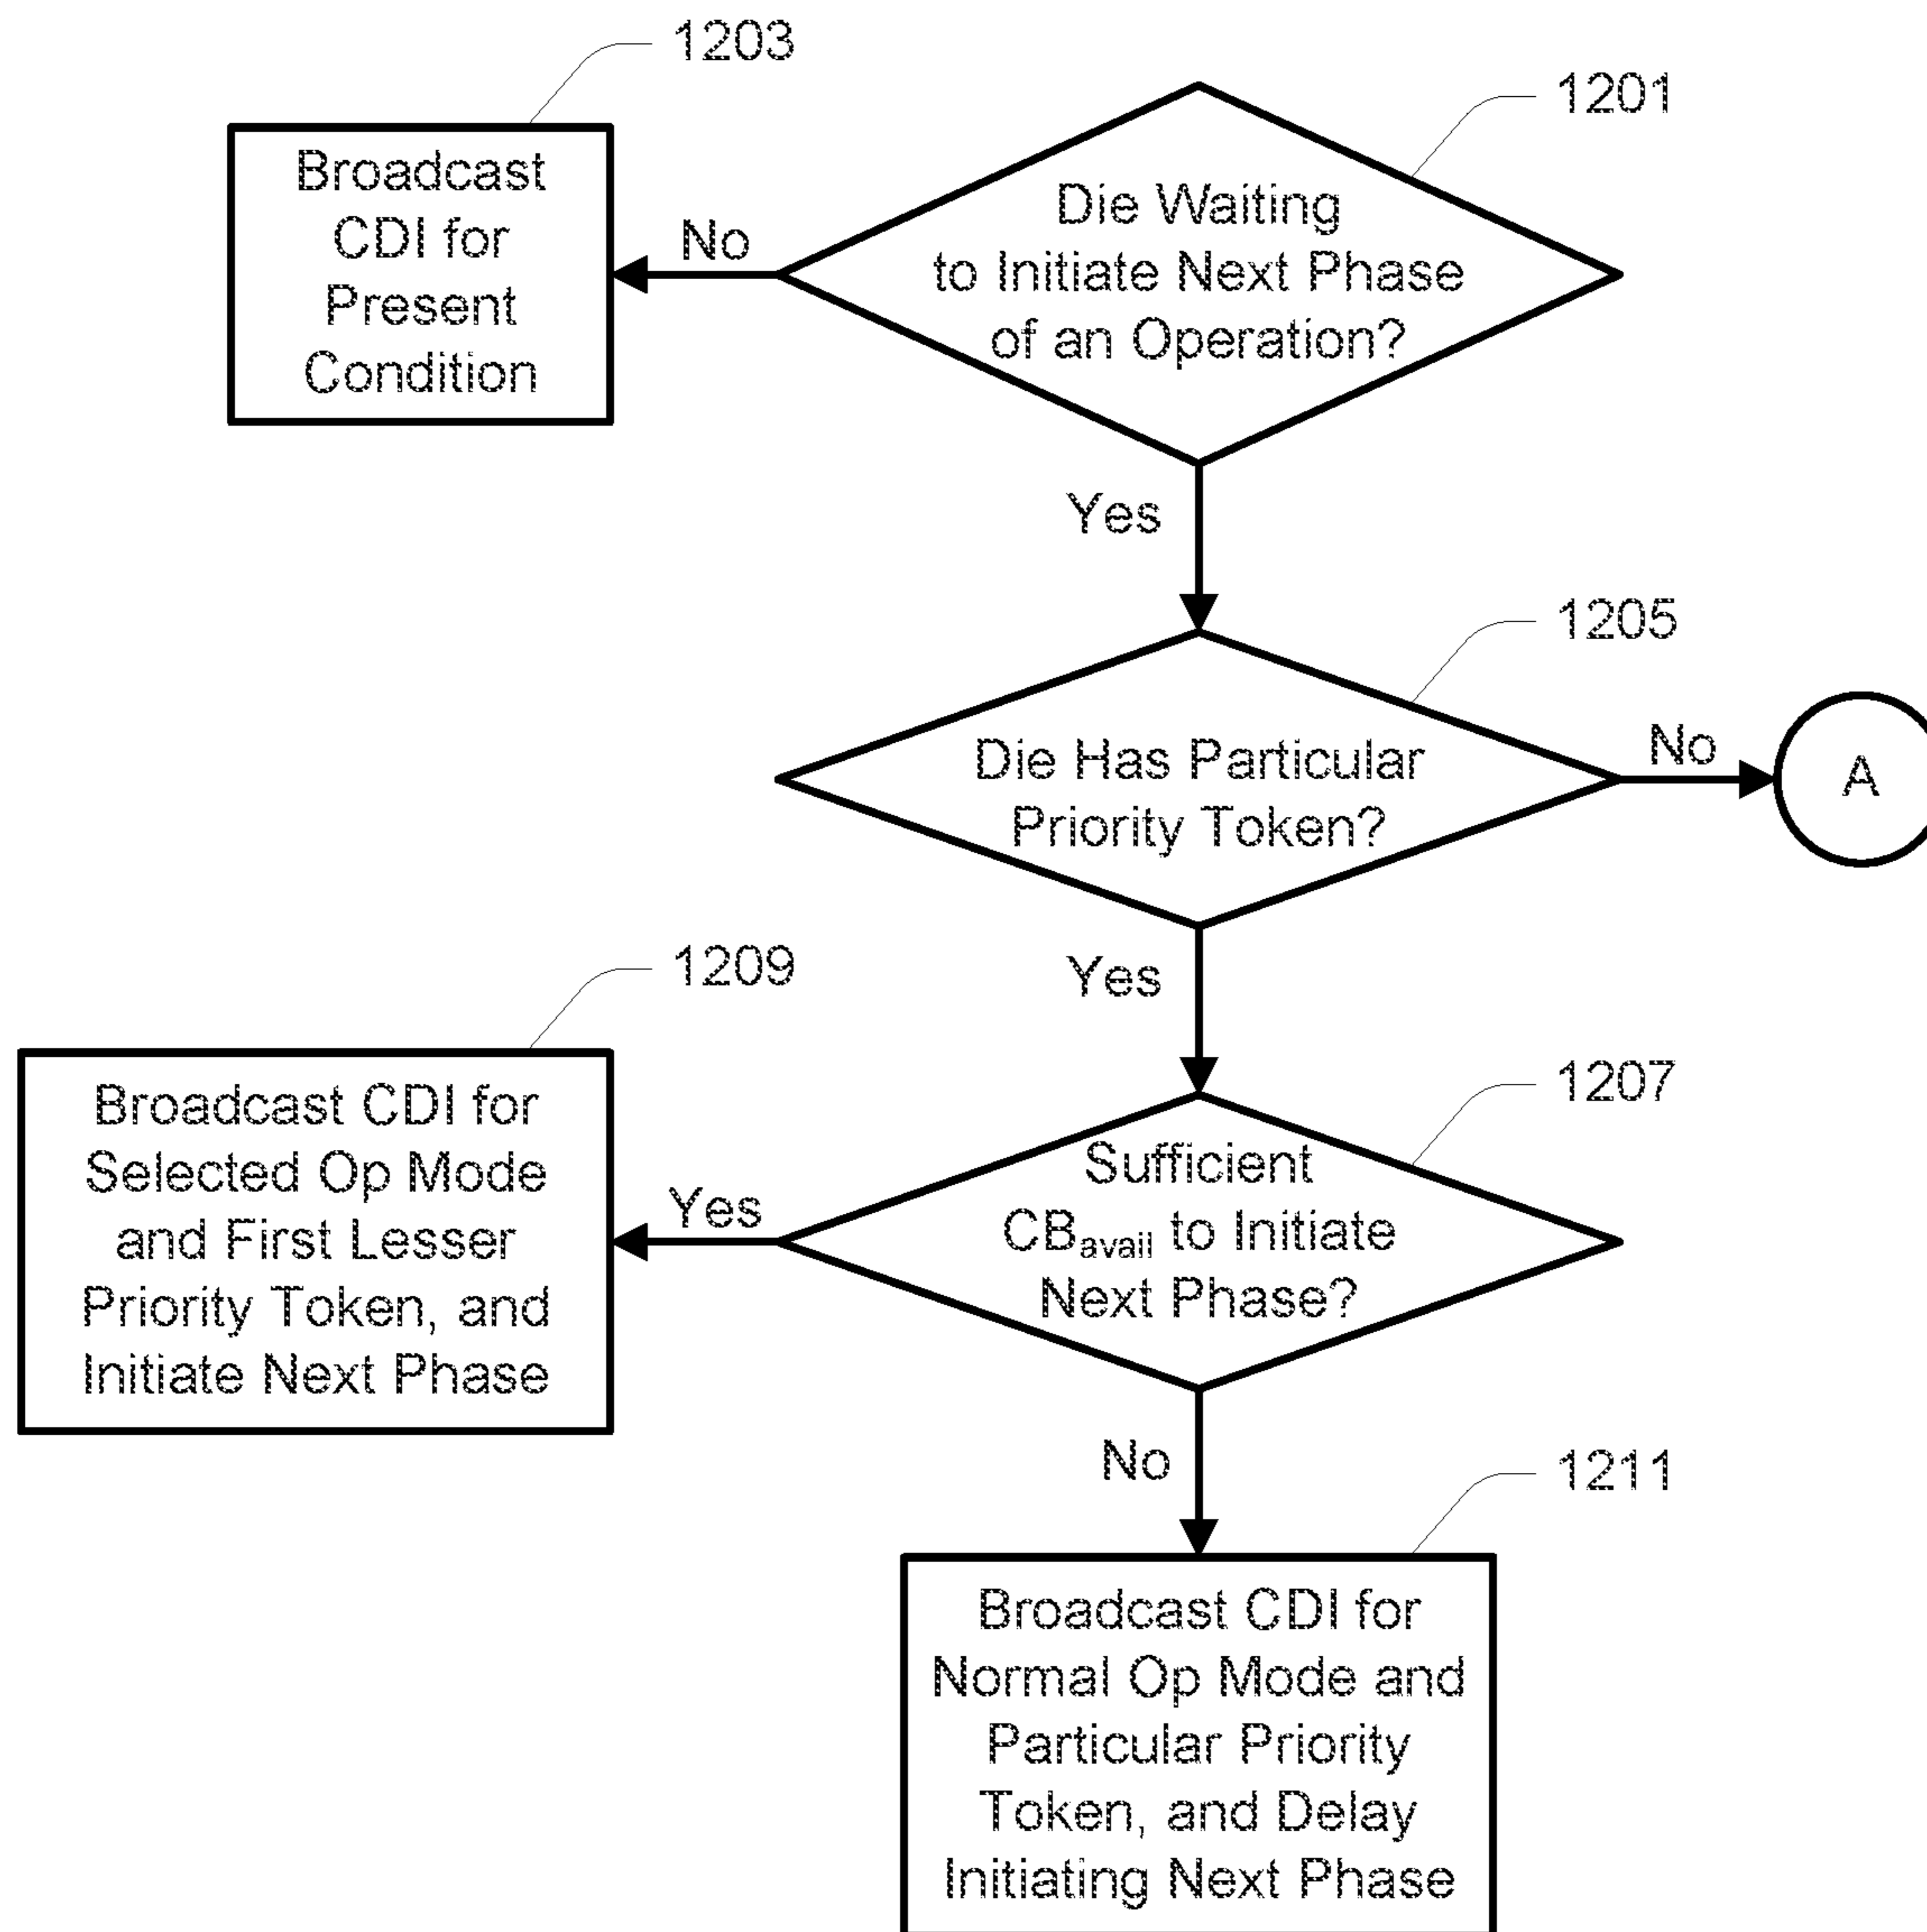 1203
1201
Broadcast
CDI for
Present
Condition
No
Die Waiting
to Initiate Next Phase
of an Operation?
Yes
1205
Die Has Particular
Priority Token?
No
A
Yes
1209
1207
Broadcast CDI for
Selected Op Mode
and First Lesser
Priority Token, and
Initiate Next Phase
Yes
Sufficient
CBavail to Initiate
Next Phase?
No
1211
Broadcast CDI for
Normal Op Mode and
Particular Priority
Token, and Delay
Initiating Next Phase